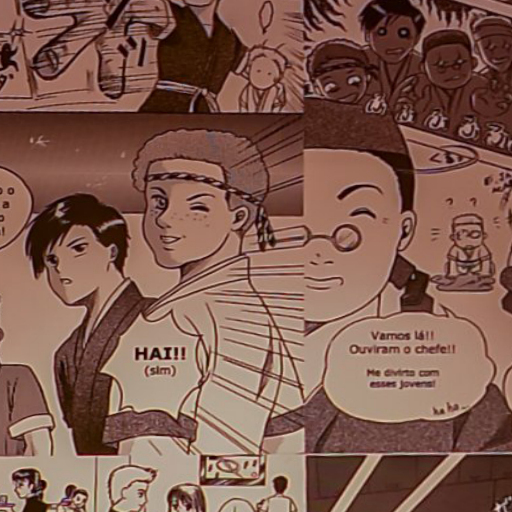 HAI!!
(sim)
Vamos lá!!
Ouviram o chefe!!
Me divirto com
esses jovens!
ha ha...